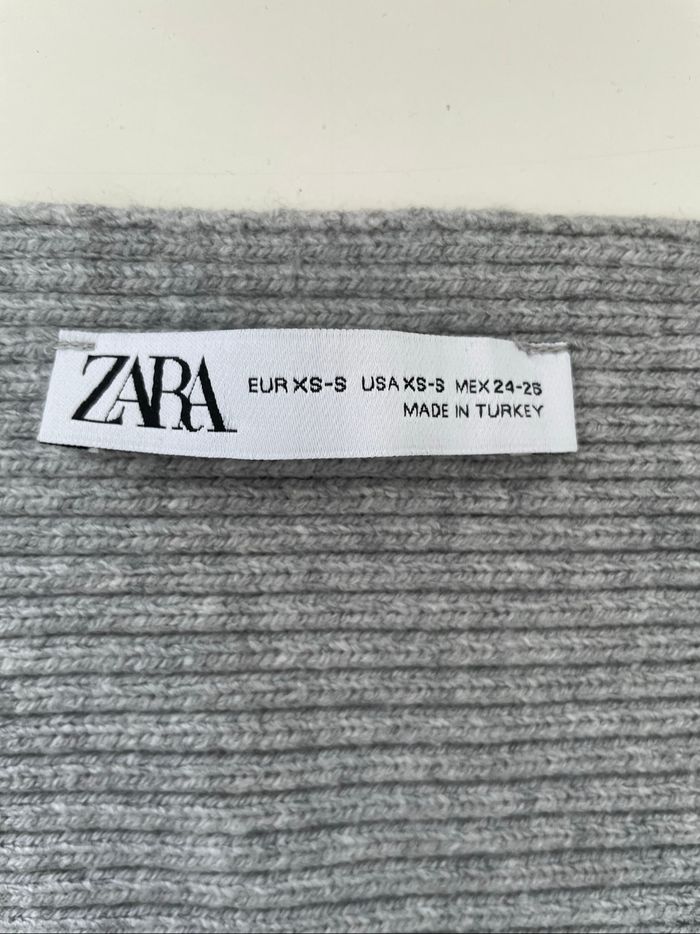 ZARA EUR XS-S USA XS-S MEX 24-26
MADE IN TURKEY